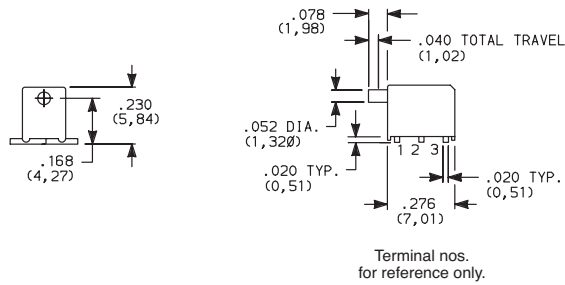 .078
(1,98)
.040 TOTAL TRAVEL
(1,02)
.230
(5,84)
.168
(4,27)
.052 DIA.
(1,320)
1 2 3
.020 TYP.
(0,51)
.020 TYP.
(0,51)
.276
(7,01)
Terminal nos.
for reference only.